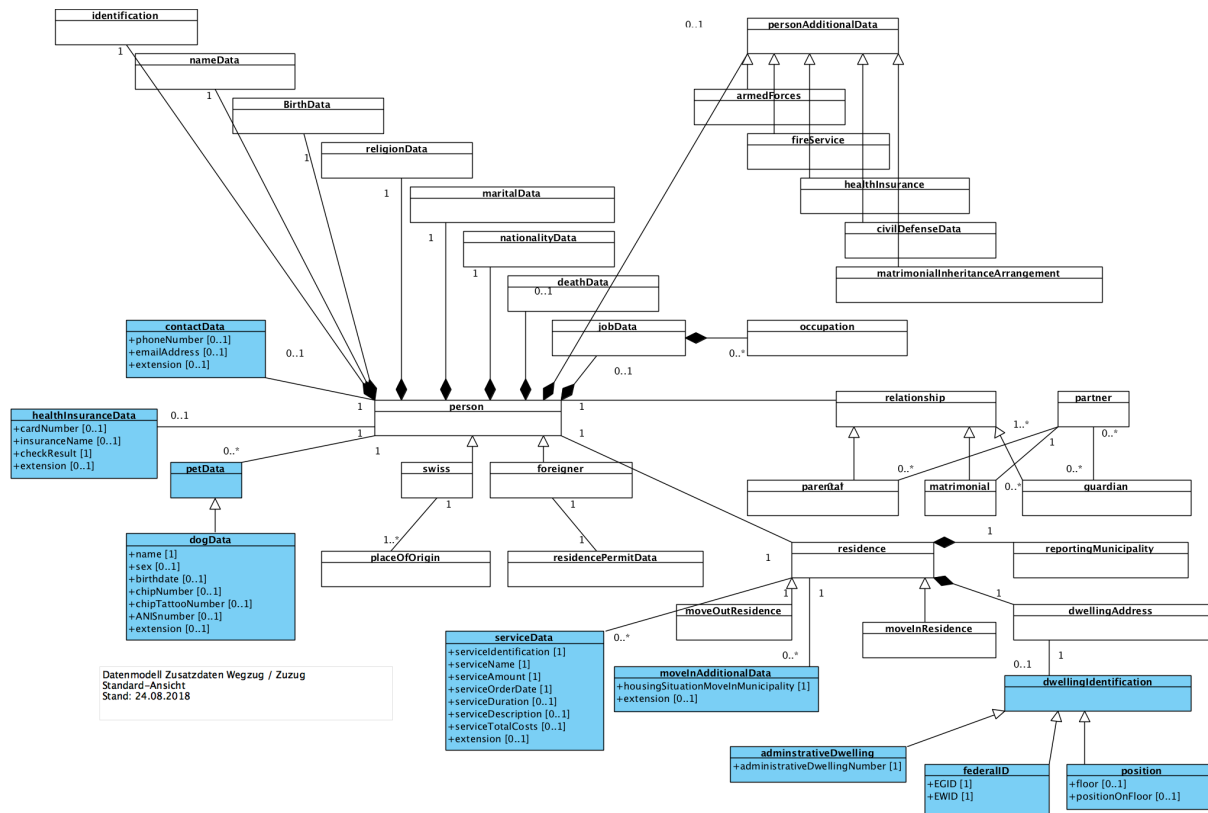 identification
1
nameData
1
BirthData
1
religionData
1
maritalData
1
nationalityData
1
deathData
0..1
0..1
personAdditionalData
armedForces
fireService
healthInsurance
civilDefenseData
matrimonialInheritanceArrangement
contactData
+phoneNumber [0..1]
+emailAddress [0..1]
+extension [0..1]
0..1
jobData
0..1
occupation
0..*
healthInsuranceData
+cardNumber [0..1]
+insuranceName [0..1]
+checkResult [1]
+extension [0..1]
0..1
1
person
1
1
1
1
relationship
partner
1..*
0..*
1
petData
0..*
swiss
1
foreigner
1
parental
0..*
matrimonial
0..*
guardian
dogData
+name [1]
+sex [0..1]
+birthdate [0..1]
+chipNumber [0..1]
+chipTattooNumber [0..1]
+ANISnumber [0..1]
+extension [0..1]
1..*
placeOfOrigin
1
residencePermitData
1
residence
1
reportingMunicipality
moveOutResidence
1
1
moveInResidence
1
dwellingAddress
serviceData
+serviceIdentification [1]
+serviceName [1]
+serviceAmount [1]
+serviceOrderDate [1]
+serviceDuration [0..1]
+serviceDescription [0..1]
+serviceTotalCosts [0..1]
+extension [0..1]
0..*
0..*
moveInAdditionalData
+housingSituationMoveInMunicipality [1]
+extension [0..1]
1
0..1
dwellingIdentification
adminstrativeDwelling
+administrativeDwellingNumber [1]
federalID
+EGID [1]
+EWID [1]
position
+floor [0..1]
+positionOnFloor [0..1]
Datenmodell Zusatzdaten Wegzug / Zuzug
Standard-Ansicht
Stand: 24.08.2018